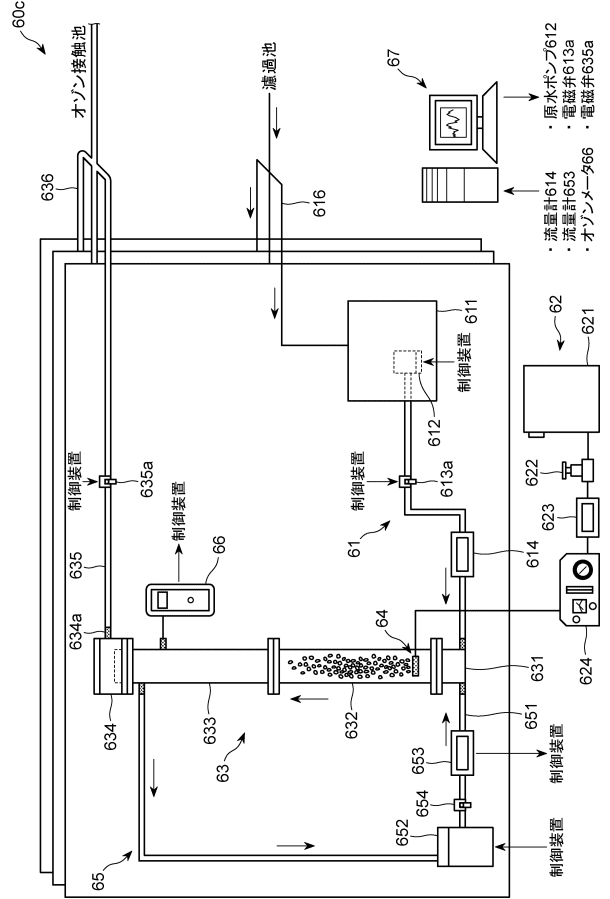 60c
オゾン接触池
濾過池
636
616
67
・原水ポンプ612
・電磁弁613a
・電磁弁635a
・流量計614
・流量計653
・オゾンメータ66
制御装置
635a
635
制御装置
66
634a
634
633
63
632
64
631
651
653
制御装置
654
652
制御装置
65
611
制御装置
612
制御装置
613a
61
614
62
621
622
623
624